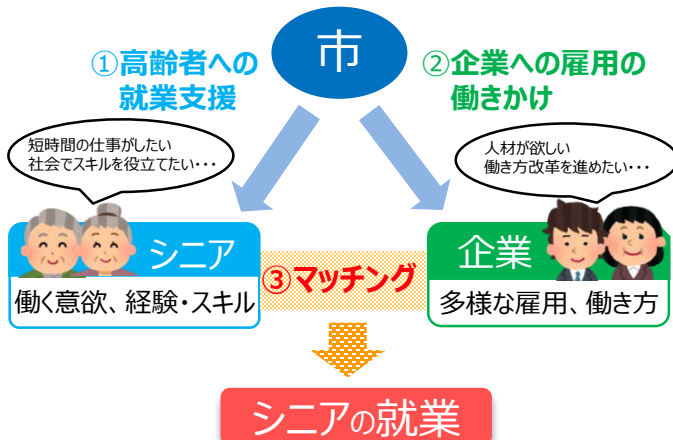 市
①高齢者への
就業支援
②企業への雇用の
働きかけ
短時間の仕事がしたい
社会でスキルを役立てたい・・・
人材が欲しい
働き方改革を進めたい・・・
シニア
働く意欲、経験・スキル
③マッチング
企業
多様な雇用、働き方
シニアの就業